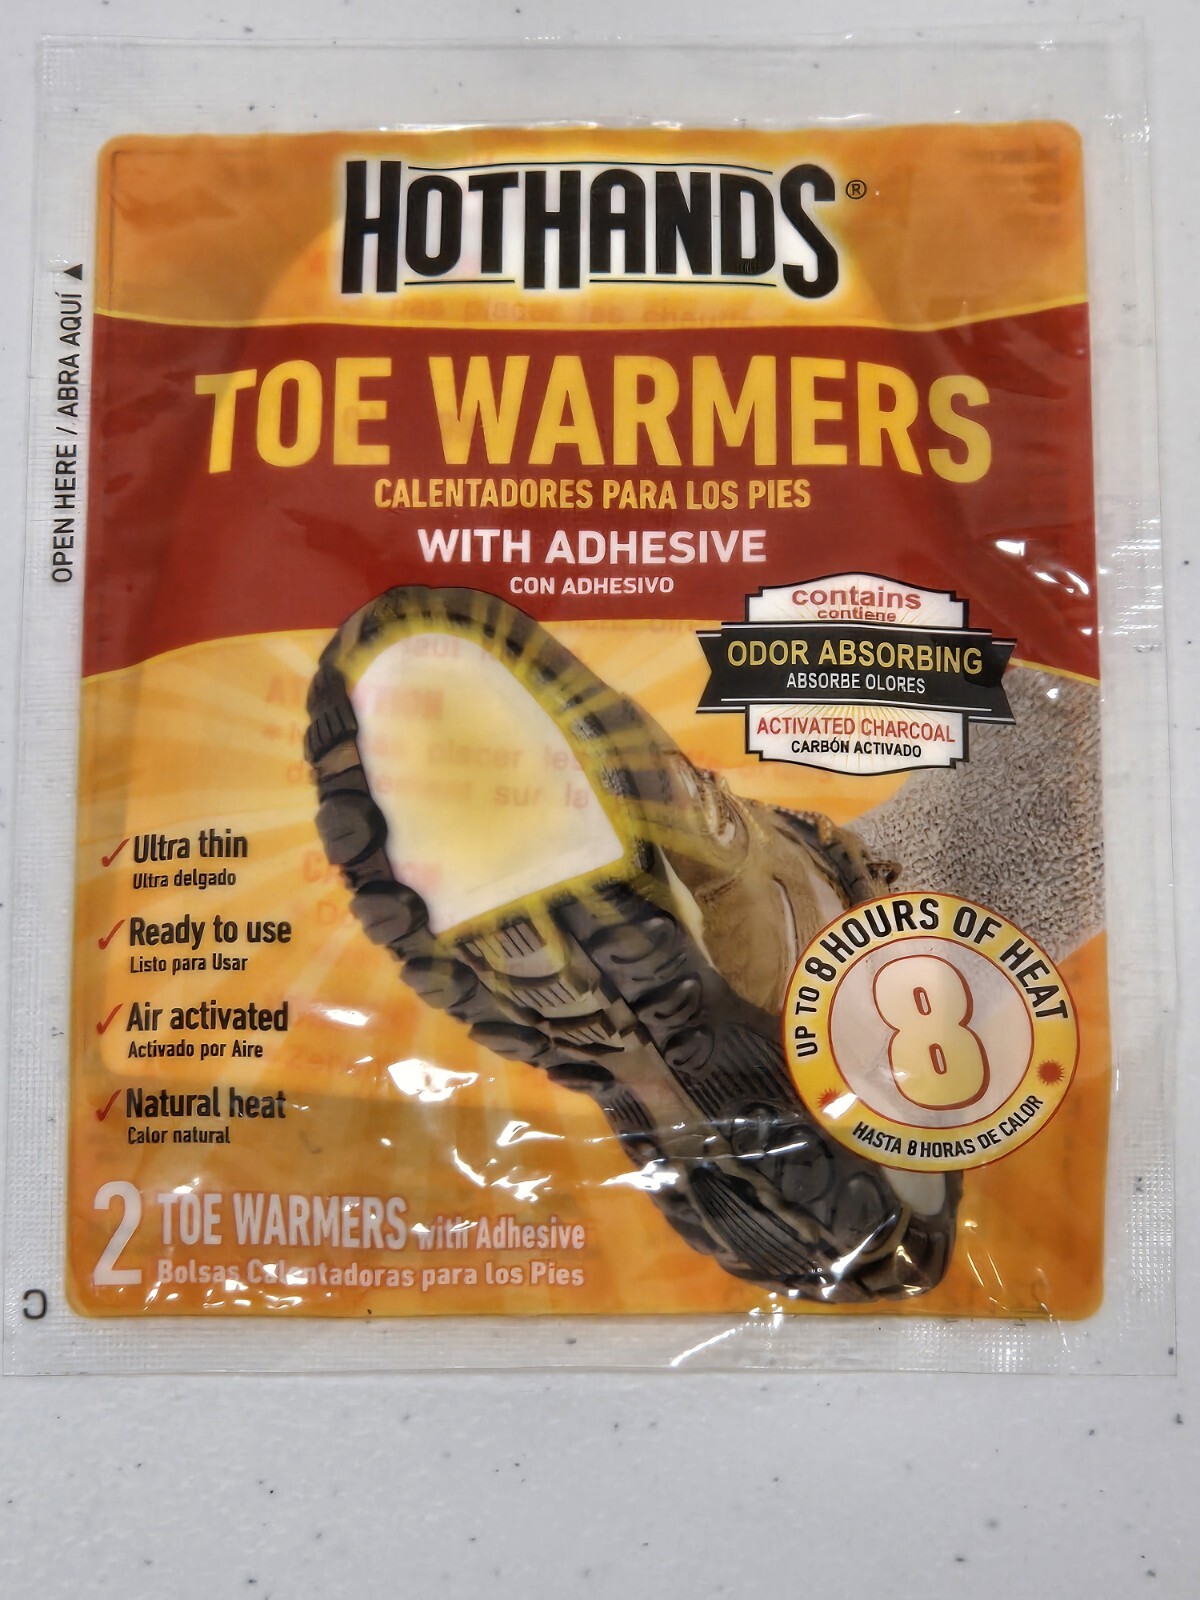 HOTHANDS®
TOE WARMERS
CALENTADORES PARA LOS PIES
WITH ADHESIVE
CON ADHESIVO
contains
contiene
ODOR ABSORBING
ABSORBE OLORES
ACTIVATED CHARCOAL
CARBÓN ACTIVADO
OPEN HERE / ABRA AQUÍ ▲
✓Ultra thin
Ultra delgado
✓Ready to use
Listo para Usar
✓Air activated
Activado por Aire
✓Natural heat
Calor natural
UP TO 8 HOURS OF HEAT
8
HASTA 8 HORAS DE CALOR
2 TOE WARMERS with Adhesive
Bolsas Calentadoras para los Pies
C